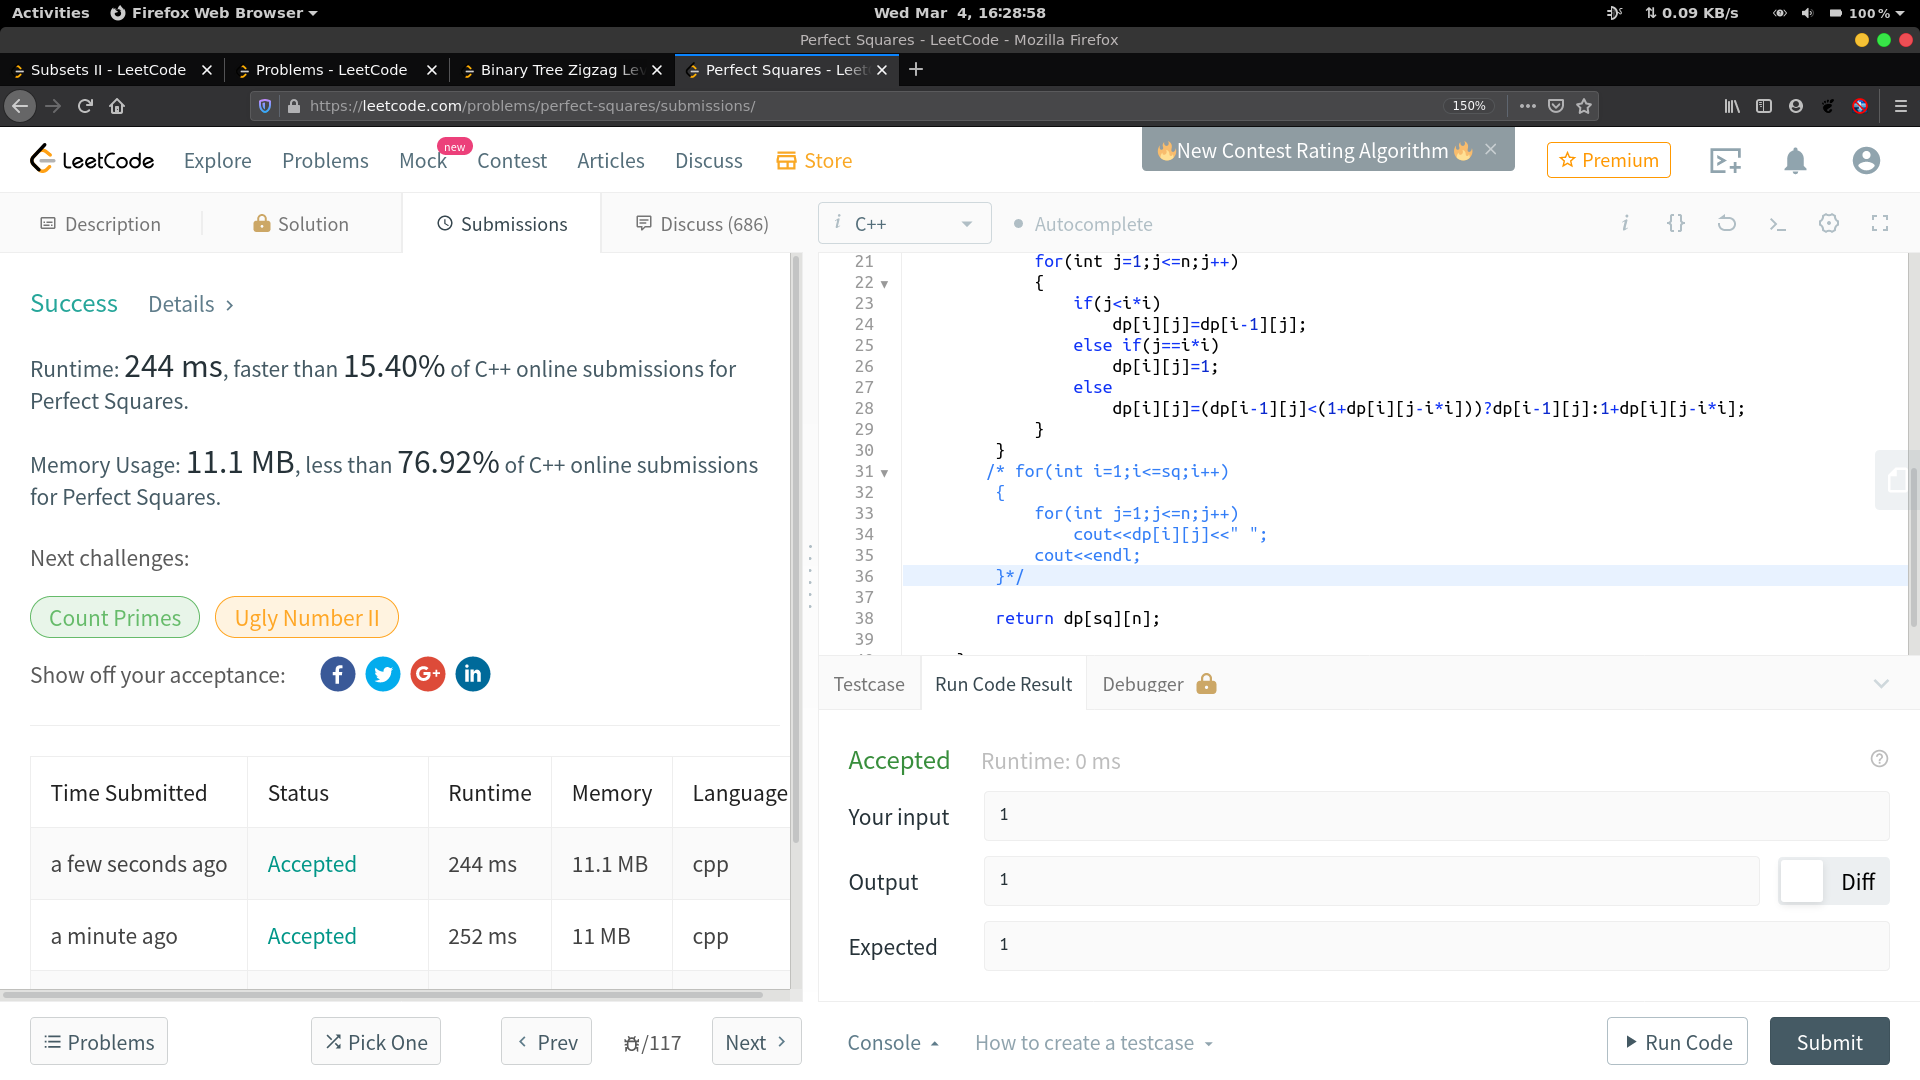 Activities Firefox Web Browser Wed Mar 4, 16:28:58 0.09 KB/s 100 %
Perfect Squares - LeetCode - Mozilla Firefox
Subsets II - LeetCode Problems - LeetCode Binary Tree Zigzag Lev Perfect Squares - Leet
https://leetcode.com/problems/perfect-squares/submissions/ 150%
LeetCode Explore Problems Mock new Contest Articles Discuss Store 🔥New Contest Rating Algorithm 🔥 Premium
Description Solution Submissions Discuss (686) i C++ Autocomplete i {}
Success Details >
Runtime: 244 ms, faster than 15.40% of C++ online submissions for
Perfect Squares.
Memory Usage: 11.1 MB, less than 76.92% of C++ online submissions
for Perfect Squares.
Next challenges:
Count Primes Ugly Number II
Show off your acceptance: f G+ in
Time Submitted Status Runtime Memory Language
a few seconds ago Accepted 244 ms 11.1 MB cpp
a minute ago Accepted 252 ms 11 MB cpp
Problems Pick One Prev /117 Next
21 for(int j=1;j<=n;j++)
22 {
23 if(j<i*i)
24 dp[i][j]=dp[i-1][j];
25 else if(j==i*i)
26 dp[i][j]=1;
27 else
28 dp[i][j]=(dp[i-1][j]<(1+dp[i][j-i*i]))?dp[i-1][j]:1+dp[i][j-i*i];
29 }
30 }
31 /* for(int i=1;i<=sq;i++)
32 {
33 for(int j=1;j<=n;j++)
34 cout<<dp[i][j]<<" ";
35 cout<<endl;
36 }*/
37
38 return dp[sq][n];
39
Testcase Run Code Result Debugger
Accepted Runtime: 0 ms
Your input 1
Output 1 Diff
Expected 1
Console How to create a testcase Run Code Submit